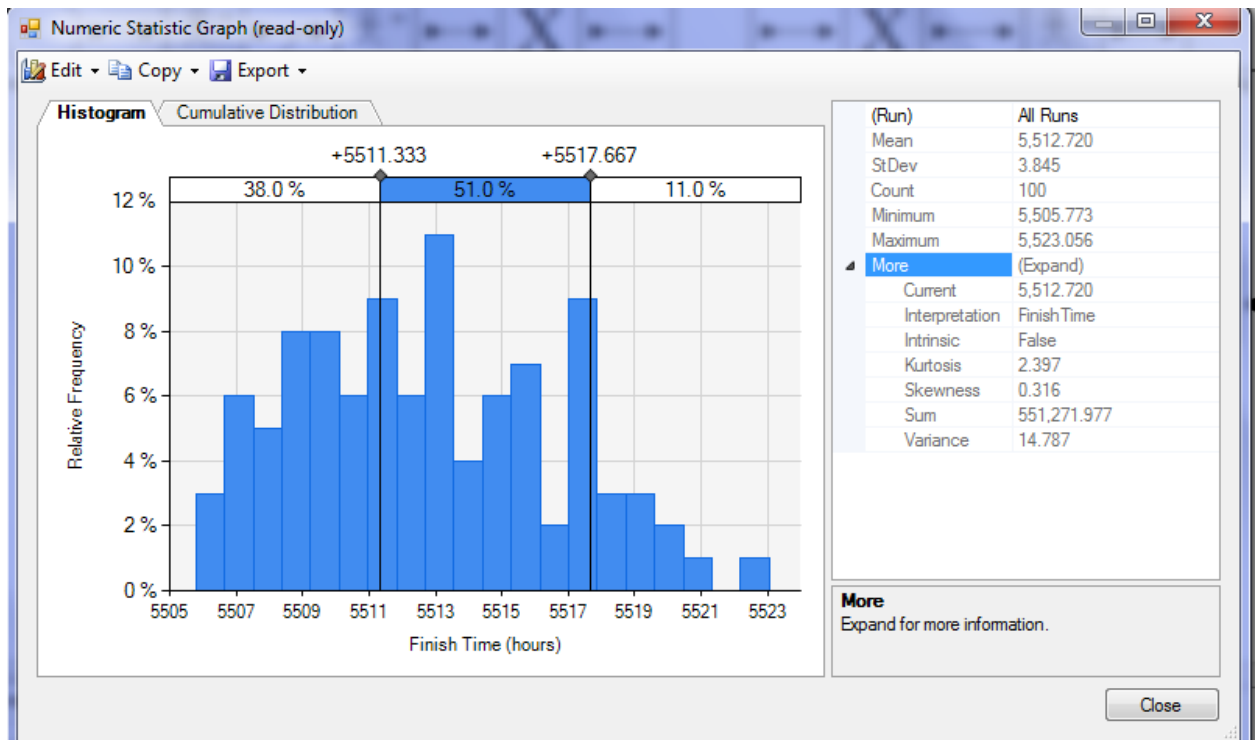 Numeric Statistic Graph (read-only)
Edit Copy Export
Histogram Cumulative Distribution
+5511.333 +5517.667
38.0 % 51.0 % 11.0 %
12 %
10 %
8 %
6 %
4 %
2 %
0 %
Relative Frequency
5505 5507 5509 5511 5513 5515 5517 5519 5521 5523
Finish Time (hours)
(Run) All Runs
Mean 5,512.720
StDev 3.845
Count 100
Minimum 5,505.773
Maximum 5,523.056
More (Expand)
Current 5,512.720
Interpretation FinishTime
Intrinsic False
Kurtosis 2.397
Skewness 0.316
Sum 551,271.977
Variance 14.787
More
Expand for more information.
Close